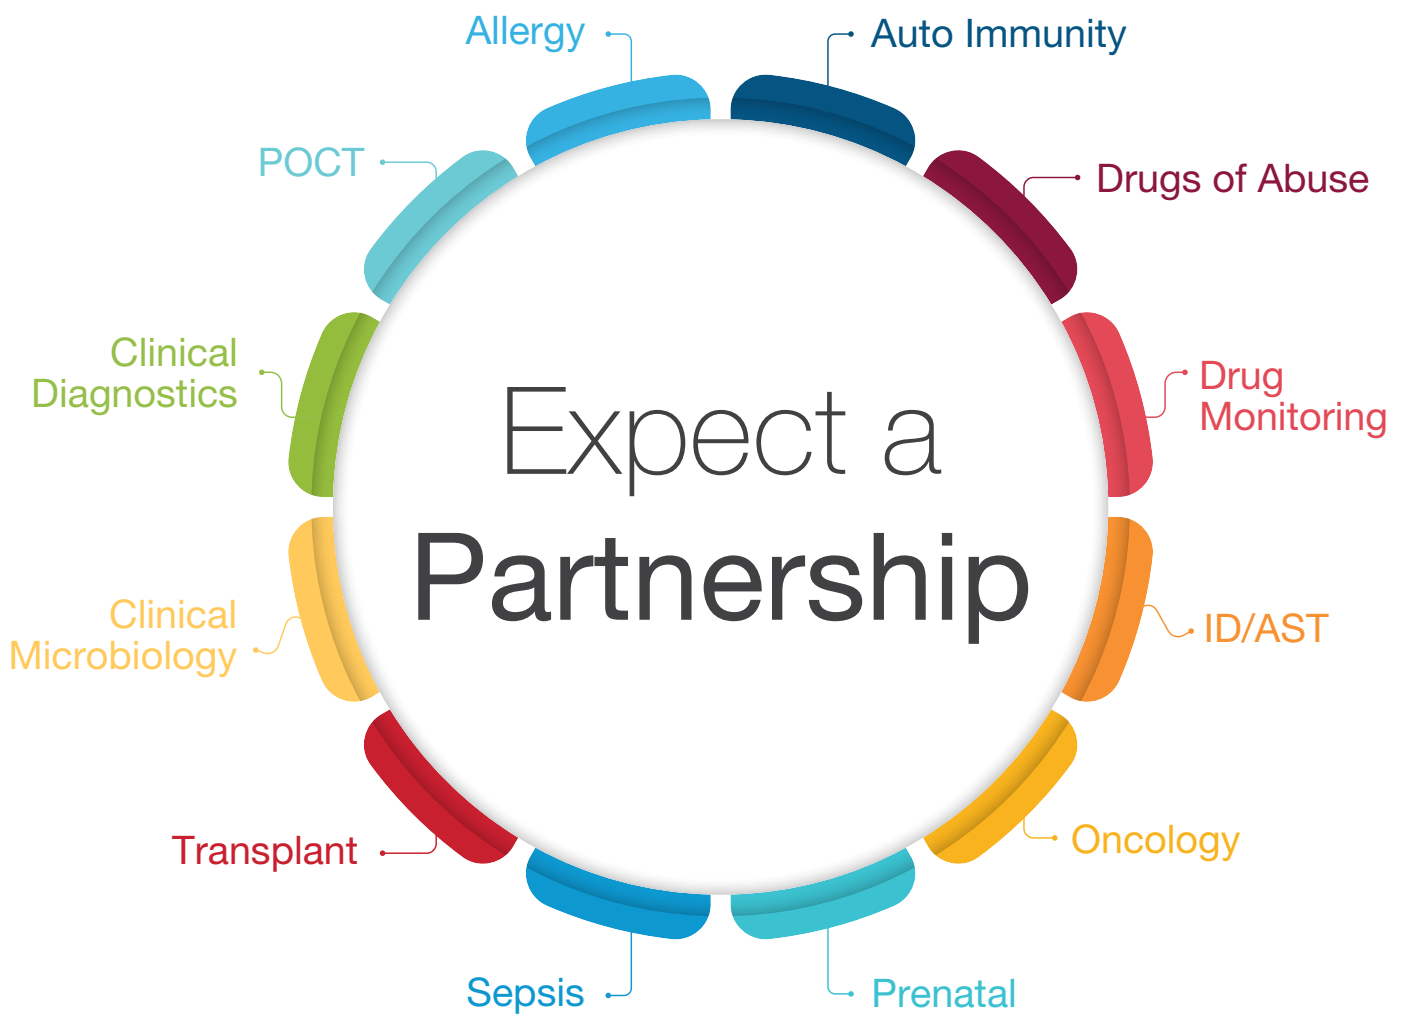 Allergy
Auto Immunity
POCT
Drugs of Abuse
Clinical
Diagnostics
Drug
Monitoring
Expect a
Partnership
Clinical
Microbiology
ID/AST
Transplant
Oncology
Sepsis
Prenatal